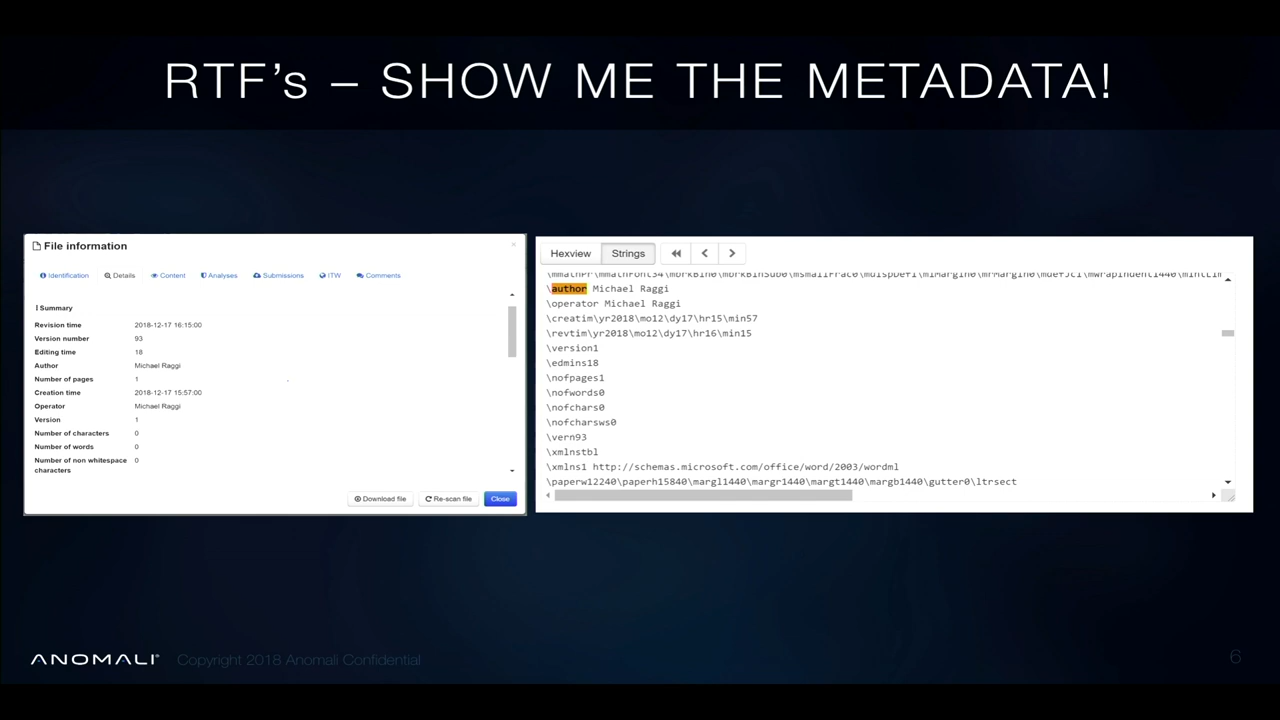 RTF's – SHOW ME THE METADATA!
File information
Identification Details Content Analyses Submissions ITW Comments
Summary
Revision time 2018-12-17 16:15:00
Version number 93
Editing time 18
Author Michael Raggi
Number of pages 1
Creation time 2018-12-17 15:57:00
Operator Michael Raggi
Version 1
Number of characters 0
Number of words 0
Number of non whitespace 0
characters
Download file Re-scan file Close
Hexview Strings
\author Michael Raggi
\operator Michael Raggi
\creatim\yr2018\mo12\dy17\hr15\min57
\revtim\yr2018\mo12\dy17\hr16\min15
\version1
\edmins18
\nofpages1
\nofwords0
\nofchars0
\nofcharsws0
\vern93
\xmlnstbl
\xmlns1 http://schemas.microsoft.com/office/word/2003/wordml
\paperw12240\paperh15840\margl1440\margr1440\margt1440\margb1440\gutter0\ltrsect
ANOMALI® Copyright 2018 Anomali Confidential
6